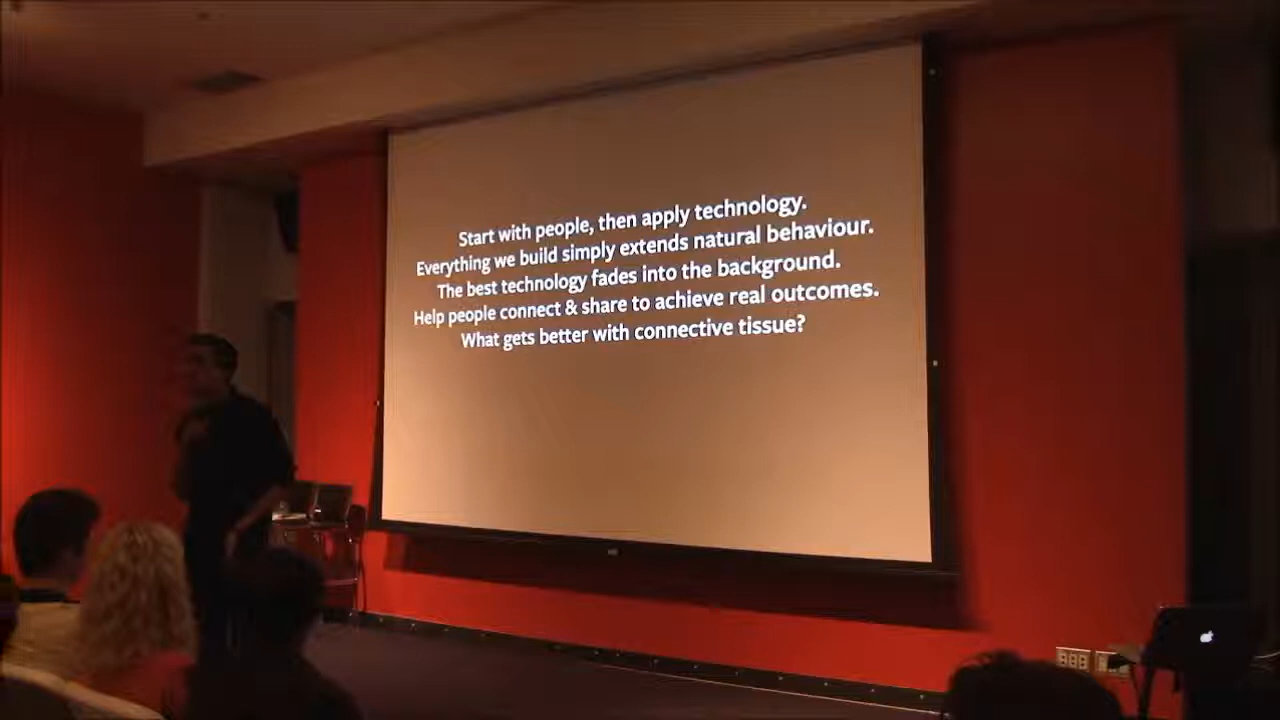 Start with people, then apply technology.
Everything we build simply extends natural behaviour.
The best technology fades into the background.
Help people connect & share to achieve real outcomes.
What gets better with connective tissue?